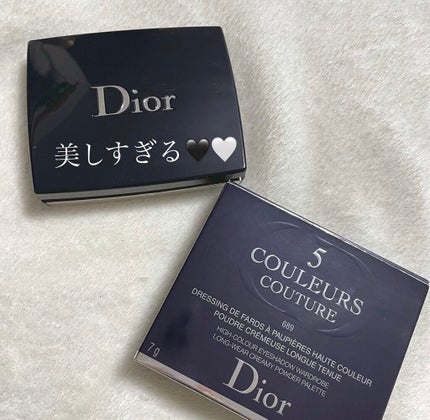 Dior
美しすぎる🖤🤍
5
COULEURS
COUTURE
689
DRESSING DE FARDS À PAUPIÈRES HAUTE COULEUR
POUDRE CRÉMEUSE LONGUE TENUE
HIGH-COLOUR EYESHADOW WARDROBE
LONG-WEAR CREAMY POWDER PALETTE
7g
Dior